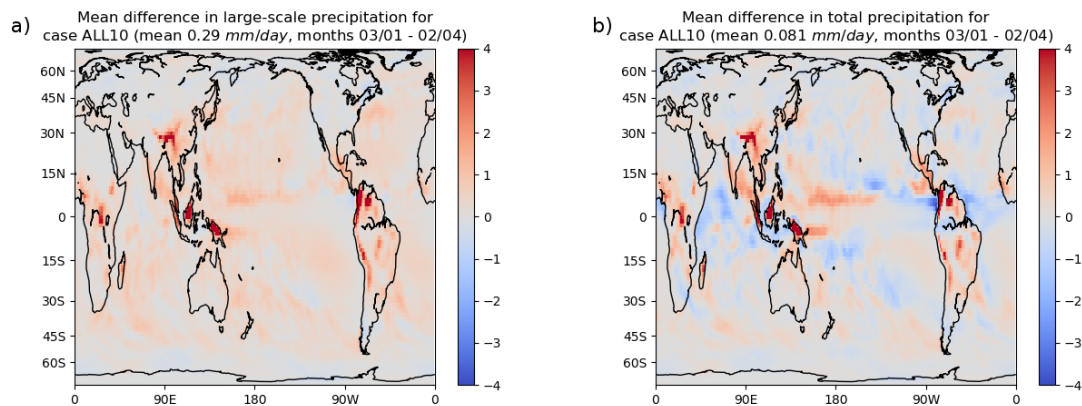 a)
Mean difference in large-scale precipitation for
case ALL10 (mean 0.29 mm/day, months 03/01 - 02/04)
60N
45N
30N
15N
0
15S
30S
45S
60S
0
90E
180
90W
0
4
3
2
1
0
−1
−2
−3
−4
b)
Mean difference in total precipitation for
case ALL10 (mean 0.081 mm/day, months 03/01 - 02/04)
60N
45N
30N
15N
0
15S
30S
45S
60S
0
90E
180
90W
0
4
3
2
1
0
−1
−2
−3
−4